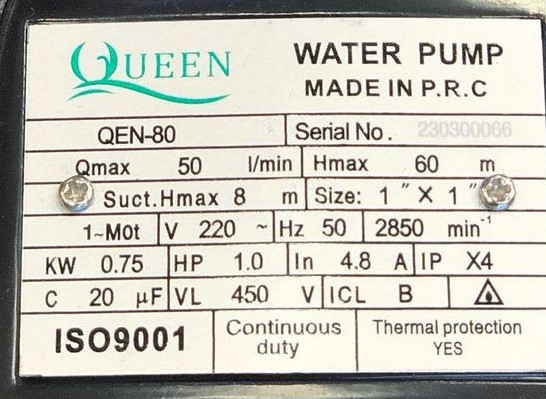 QUEEN
WATER PUMP
MADE IN P.R.C
QEN-80 Serial No. 230300066
Qmax 50 l/min Hmax 60 m
Suct.Hmax 8 m Size: 1 " X 1 "
1~Mot V 220 ~ Hz 50 2850 min⁻¹
KW 0.75 HP 1.0 In 4.8 A IP X4
C 20 µF VL 450 V ICL B
ISO9001
Continuous
duty
Thermal protection
YES